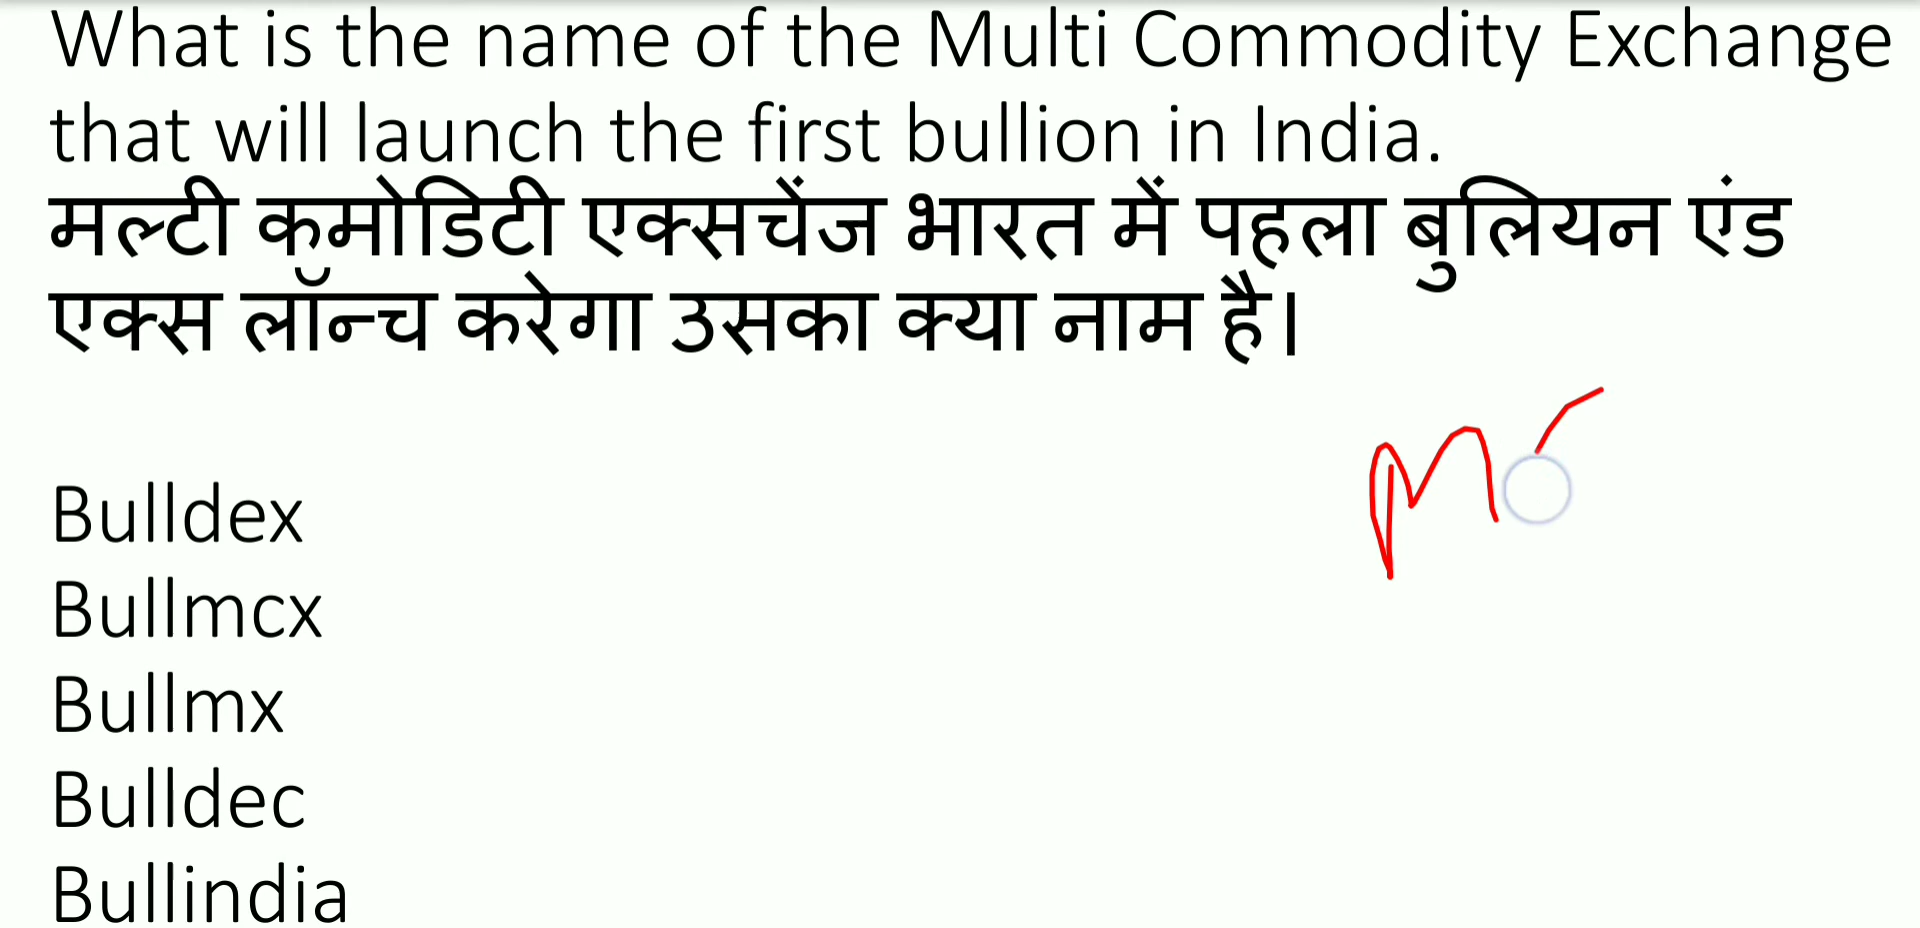 What is the name of the Multi Commodity Exchange
that will launch the first bullion in India.
मल्टी कमोडिटी एक्सचेंज भारत में पहला बुलियन एंड
एक्स लॉन्च करेगा उसका क्या नाम है।
M
Bulldex
Bullmcx
Bullmx
Bulldec
Bullindia